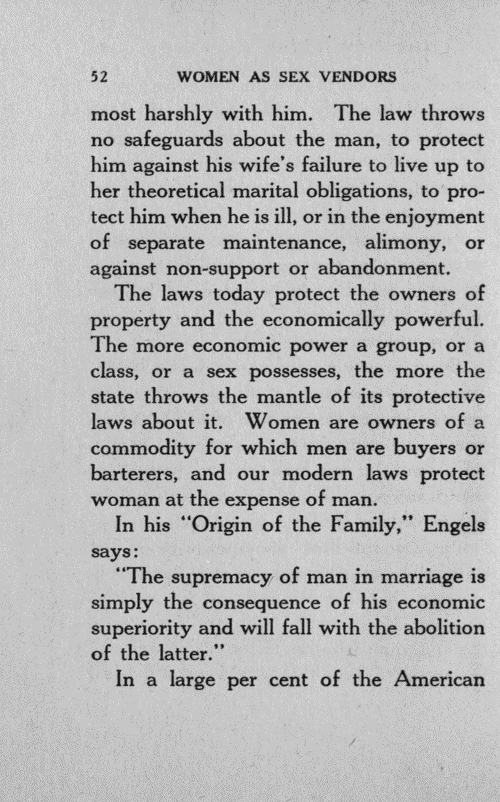 52 WOMEN AS SEX VENDORS
most harshly with him. The law throws
no safeguards about the man, to protect
him against his wife's failure to live up to
her theoretical marital obligations, to pro-
tect him when he is ill, or in the enjoyment
of separate maintenance, alimony, or
against non-support or abandonment.
The laws today protect the owners of
property and the economically powerful.
The more economic power a group, or a
class, or a sex possesses, the more the
state throws the mantle of its protective
laws about it. Women are owners of a
commodity for which men are buyers or
barterers, and our modern laws protect
woman at the expense of man.
In his "Origin of the Family," Engels
says:
"The supremacy of man in marriage is
simply the consequence of his economic
superiority and will fall with the abolition
of the latter."
In a large per cent of the American